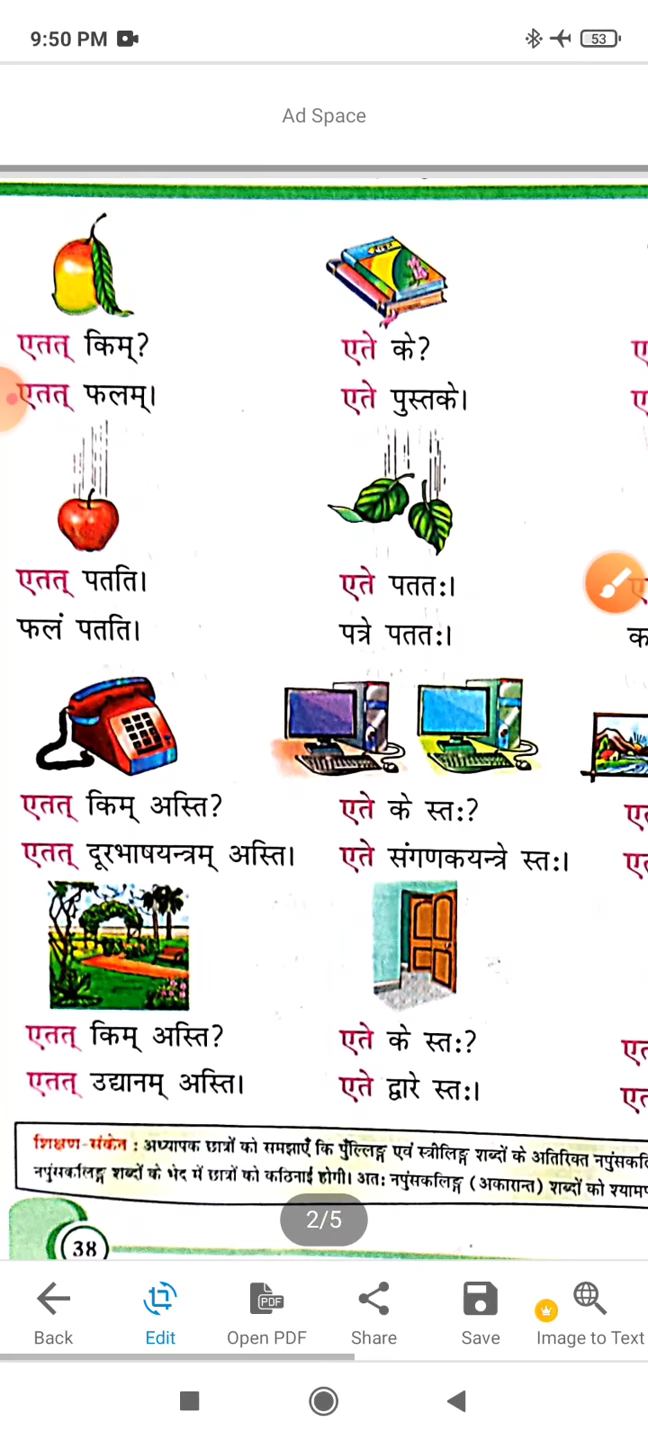 9:50 PM
53
Ad Space
एतत् किम्?
एते के?
एतत् फलम्।
एते पुस्तके।
एतत् पतति।
एते पततः।
फलं पतति।
पत्रे पततः।
एतत् किम् अस्ति?
एते के स्तः?
एतत् दूरभाषयन्त्रम् अस्ति।
एते संगणकयन्त्रे स्तः।
एतत् किम् अस्ति?
एते के स्तः?
एतत् उद्यानम् अस्ति।
एते द्वारे स्तः।
शिक्षण-संकेत : अध्यापक छात्रों को समझाएँ कि पुँल्लिङ्ग एवं स्त्रीलिङ्ग शब्दों के अतिरिक्त
नपुंसकलिङ्ग शब्दों के भेद में छात्रों को कठिनाई होगी। अतः नपुंसकलिङ्ग (अकारान्त) शब्दों को
2/5
38
PDF
Back
Edit
Open PDF
Share
Save
Image to Text